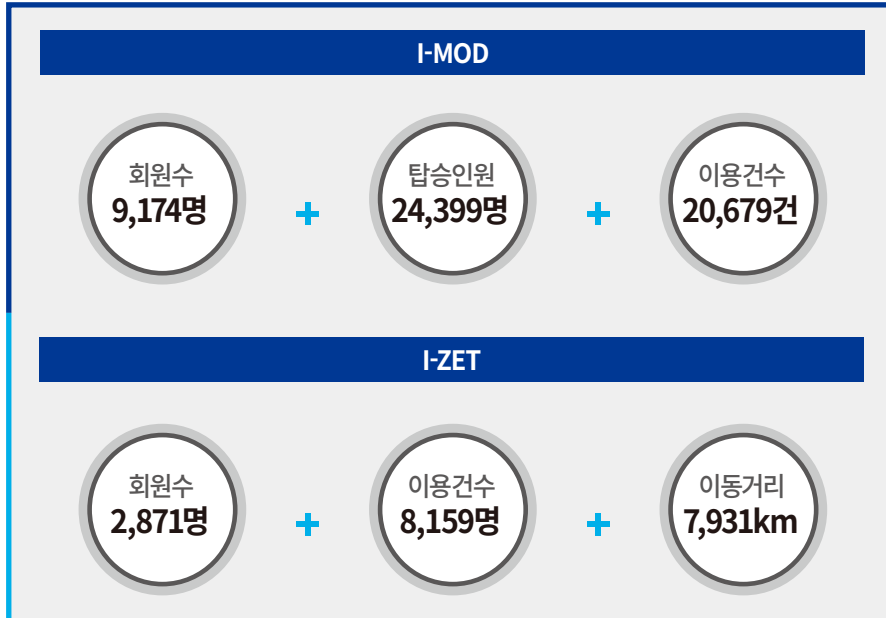 I-MOD
회원수
9,174명
+
탑승인원
24,399명
+
이용건수
20,679건
I-ZET
회원수
2,871명
+
이용건수
8,159명
+
이동거리
7,931km